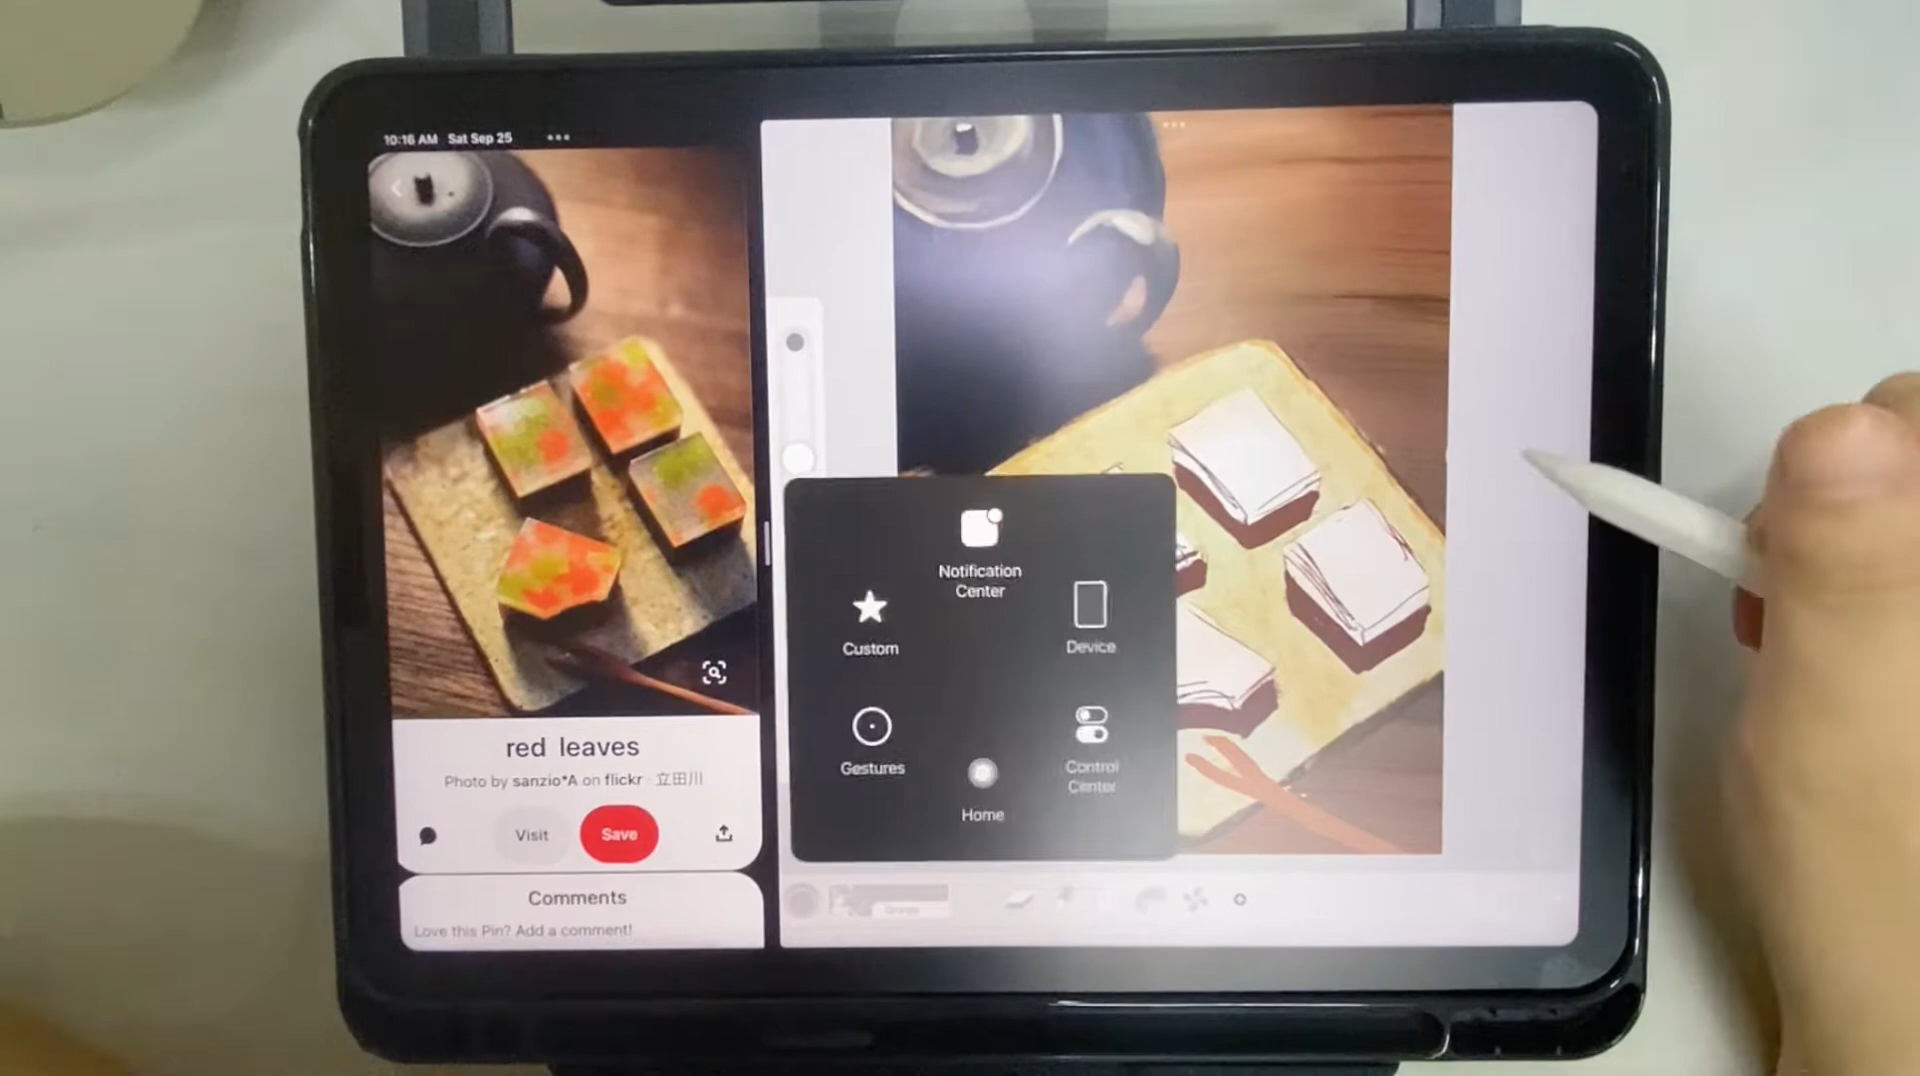 10:16 AM Sat Sep 25
red leaves
Photo by sanzio*A on flickr · 立田川
Visit
Save
Comments
Love this Pin? Add a comment!
Notification
Center
Custom
Device
Gestures
Control
Center
Home